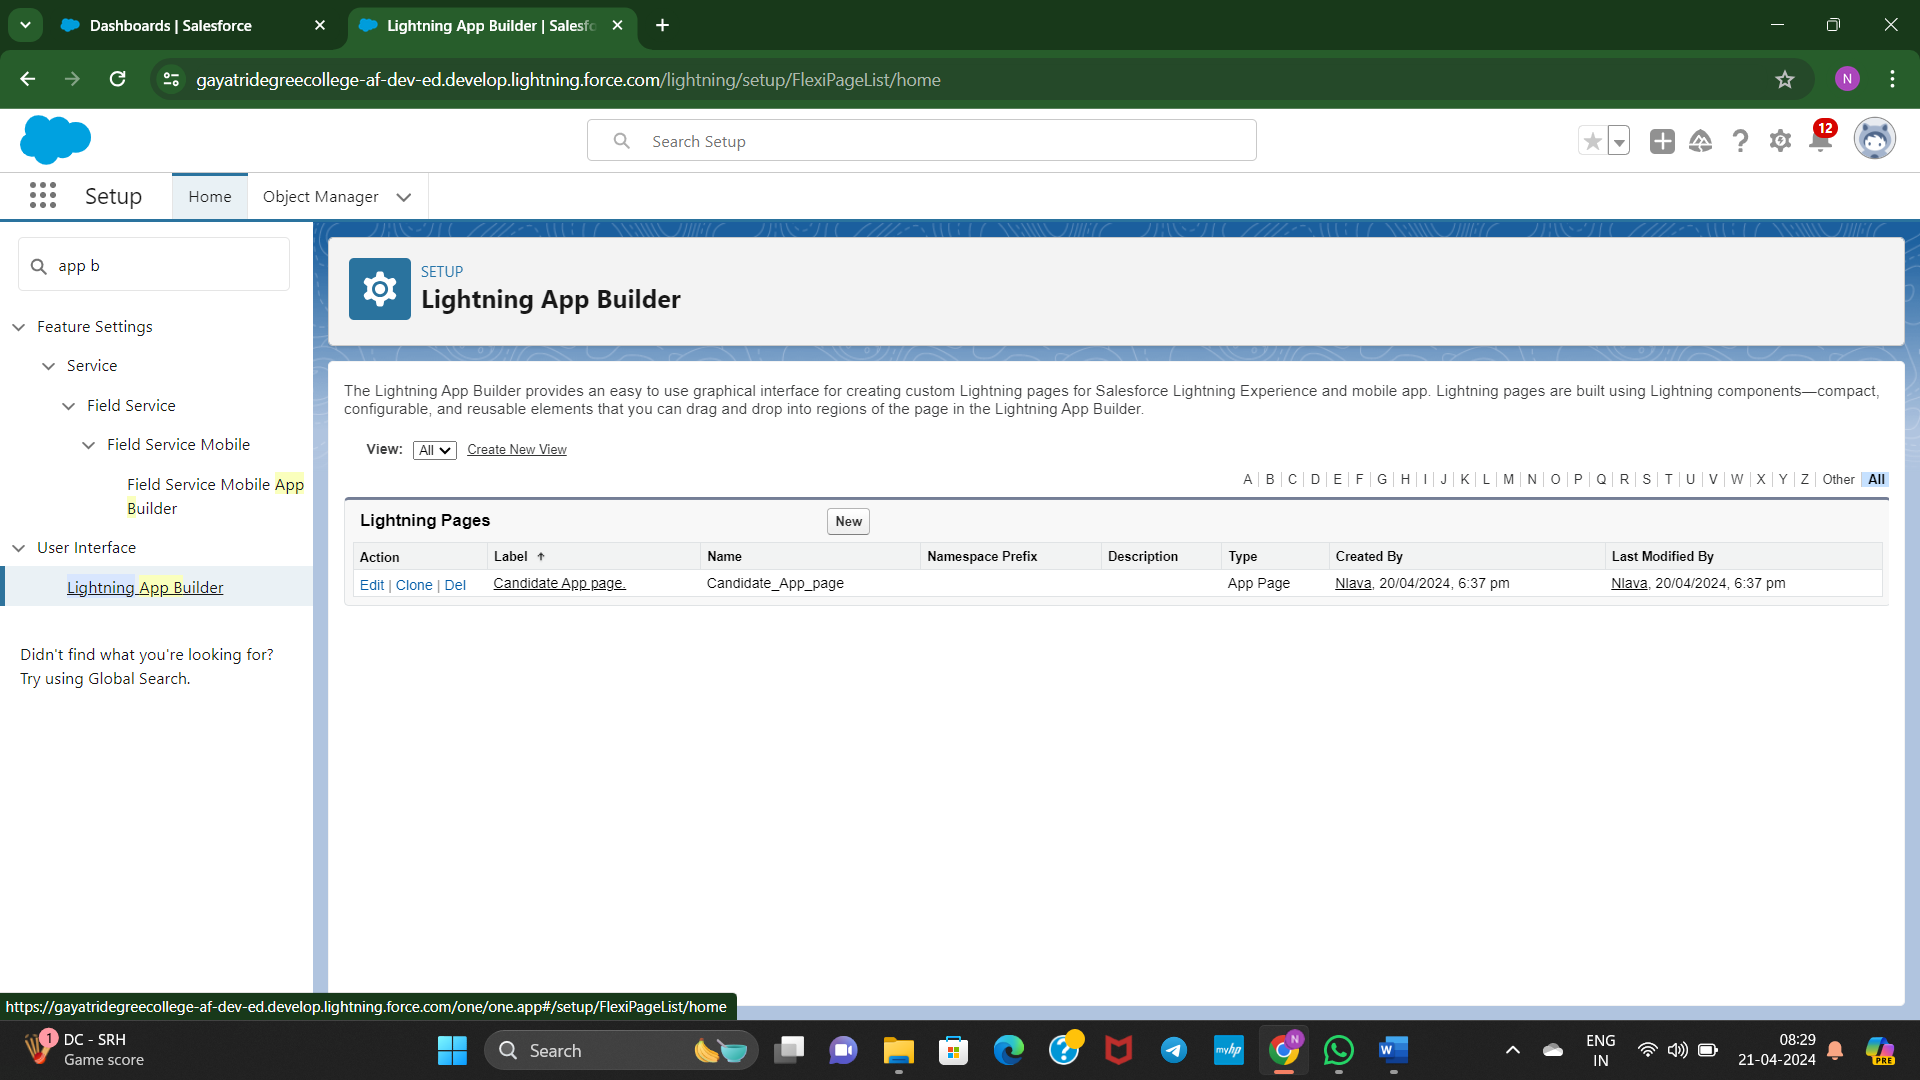 Dashboards | Salesforce
Lightning App Builder | Salesfo
gayatridegreecollege-af-dev-ed.develop.lightning.force.com/lightning/setup/FlexiPageList/home
N
Search Setup
12
Setup
Home
Object Manager
app b
Feature Settings
Service
Field Service
Field Service Mobile
Field Service Mobile App
Builder
User Interface
Lightning App Builder
Didn't find what you're looking for?
Try using Global Search.
SETUP
Lightning App Builder
The Lightning App Builder provides an easy to use graphical interface for creating custom Lightning pages for Salesforce Lightning Experience and mobile app. Lightning pages are built using Lightning components—compact,
configurable, and reusable elements that you can drag and drop into regions of the page in the Lightning App Builder.
View: All Create New View
A | B | C | D | E | F | G | H | I | J | K | L | M | N | O | P | Q | R | S | T | U | V | W | X | Y | Z | Other | All
Lightning Pages New
Action Label ↑ Name Namespace Prefix Description Type Created By Last Modified By
Edit | Clone | Del Candidate App page. Candidate_App_page App Page Nlava, 20/04/2024, 6:37 pm Nlava, 20/04/2024, 6:37 pm
https://gayatridegreecollege-af-dev-ed.develop.lightning.force.com/one/one.app#/setup/FlexiPageList/home
1
DC - SRH
Game score
Search
myhp
N
W
ENG
IN
08:29
21-04-2024
PRE